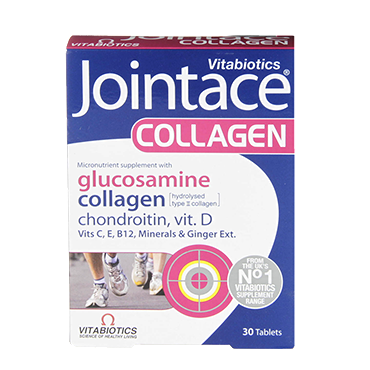 Vitabiotics
Jointace®
COLLAGEN
Micronutrient supplement with
glucosamine
collagen [hydrolysed type 2 collagen]
chondroitin, vit. D
Vits C, E, B12, Minerals & Ginger Ext.
FROM THE UK'S
Nº1
VITABIOTICS
SUPPLEMENT
RANGE
VITABIOTICS
SCIENCE OF HEALTHY LIVING
30 Tablets